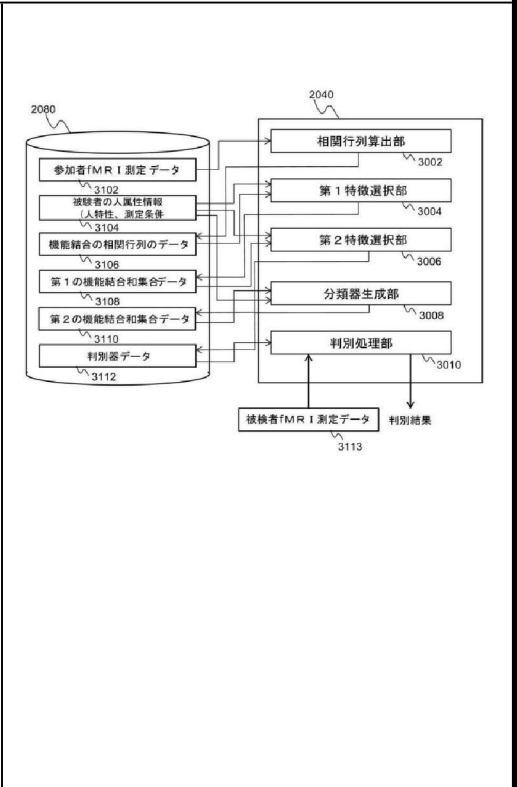 2080
2040
参加者fMRI測定データ
3102
被験者の人属性情報
(人特性、測定条件
3104
機能結合の相関行列のデータ
3106
第1の機能結合和集合データ
3108
第2の機能結合和集合データ
3110
判別器データ
3112
相関行列算出部
3002
第1特徴選択部
3004
第2特徴選択部
3006
分類器生成部
3008
判別処理部
3010
被検者fMRI測定データ
3113
判別結果